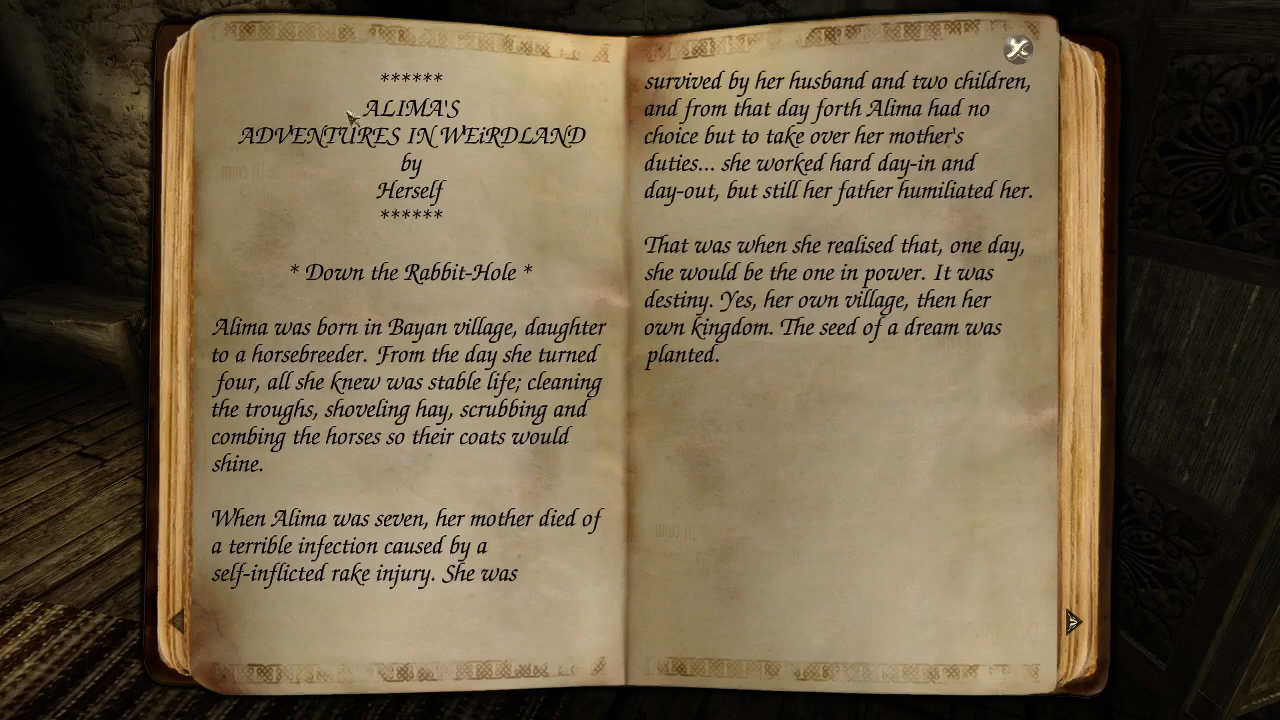 ******
ALIMA'S
ADVENTURES IN WEiRDLAND
by
Herself
******
* Down the Rabbit-Hole *
Alima was born in Bayan village, daughter
to a horsebreeder. From the day she turned
four, all she knew was stable life; cleaning
the troughs, shoveling hay, scrubbing and
combing the horses so their coats would
shine.
When Alima was seven, her mother died of
a terrible infection caused by a
self-inflicted rake injury. She was
survived by her husband and two children,
and from that day forth Alima had no
choice but to take over her mother's
duties... she worked hard day-in and
day-out, but still her father humiliated her.
That was when she realised that, one day,
she would be the one in power. It was
destiny. Yes, her own village, then her
own kingdom. The seed of a dream was
planted.